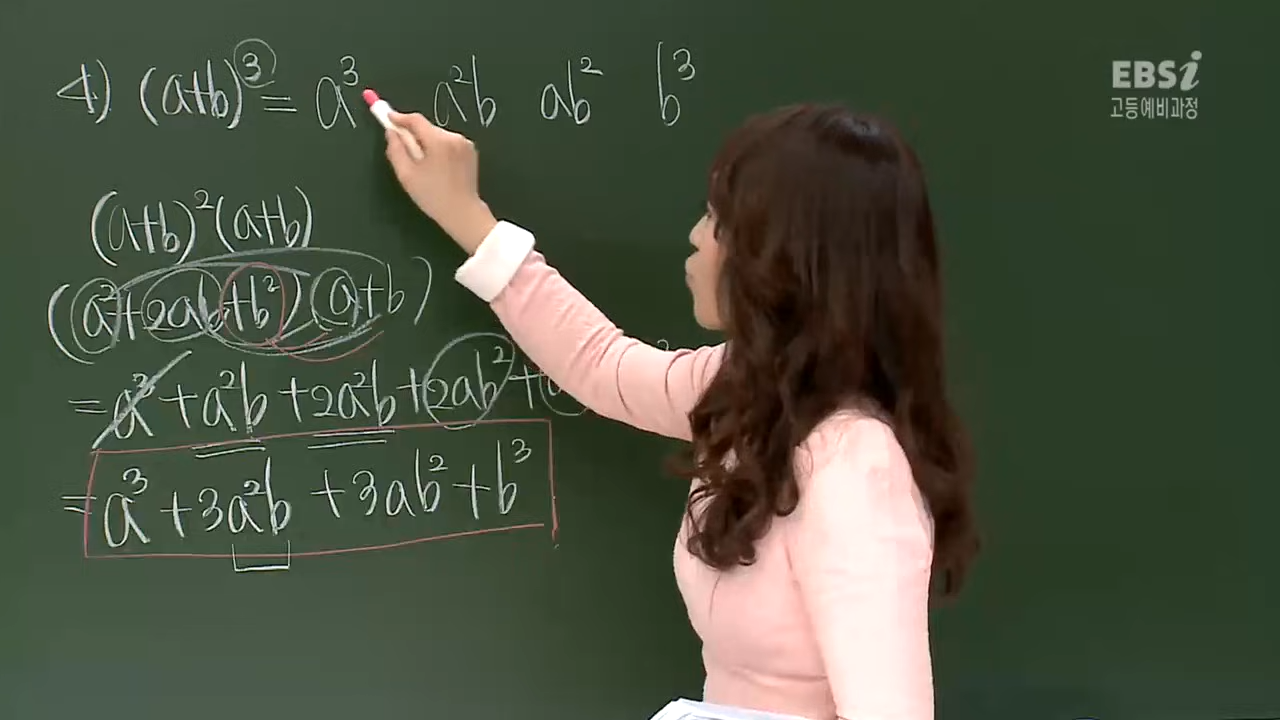 4) (a+b)³ = a³ a²b ab² b³
EBSi
고등예비과정
(a+b)²(a+b)
(a²+2ab+b²)(a+b)
= a³ + a²b + 2a²b + 2ab² +
= a³ + 3a²b + 3ab² + b³